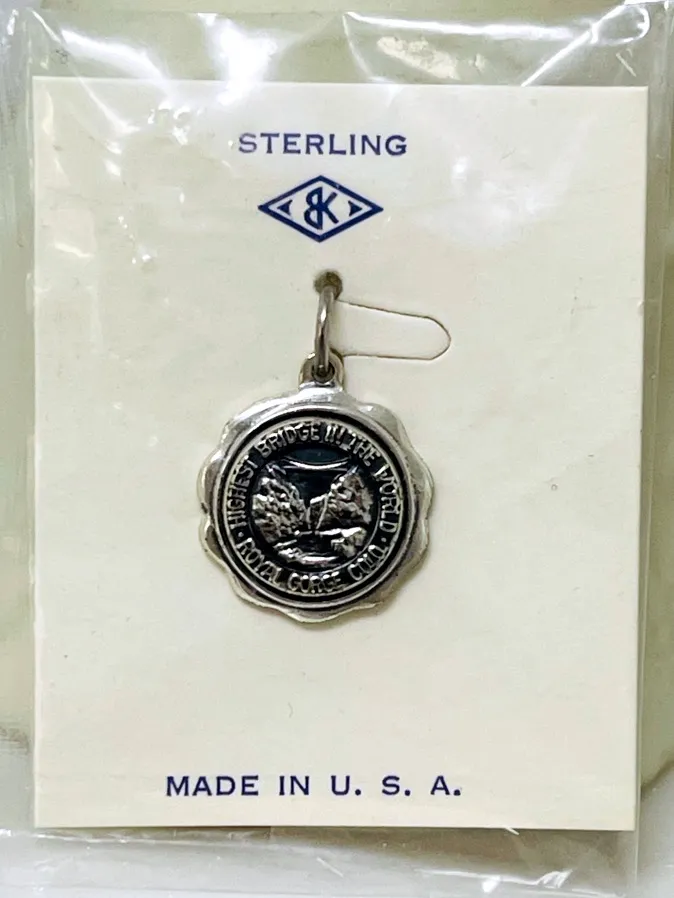 STERLING
BK
HIGHEST BRIDGE IN THE WORLD
ROYAL GORGE COLO.
MADE IN U. S. A.